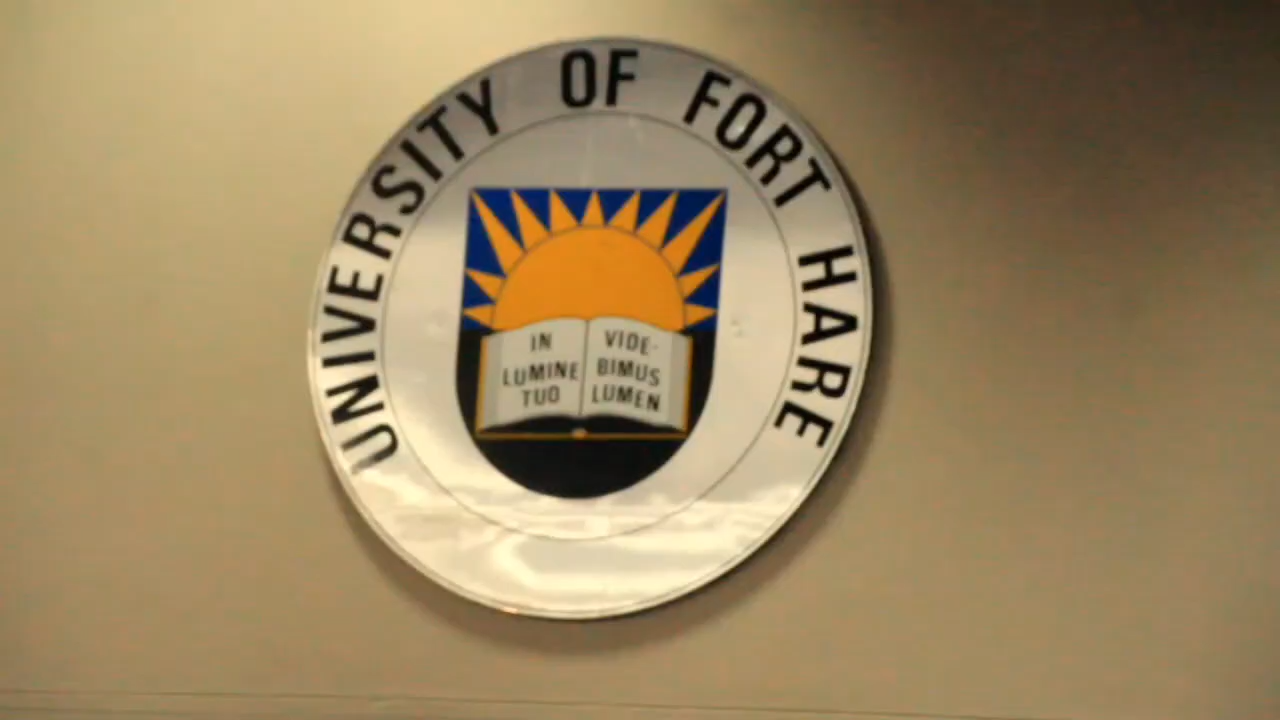 UNIVERSITY OF FORT HARE
IN
LUMINE
TUO
VIDE-
BIMUS
LUMEN